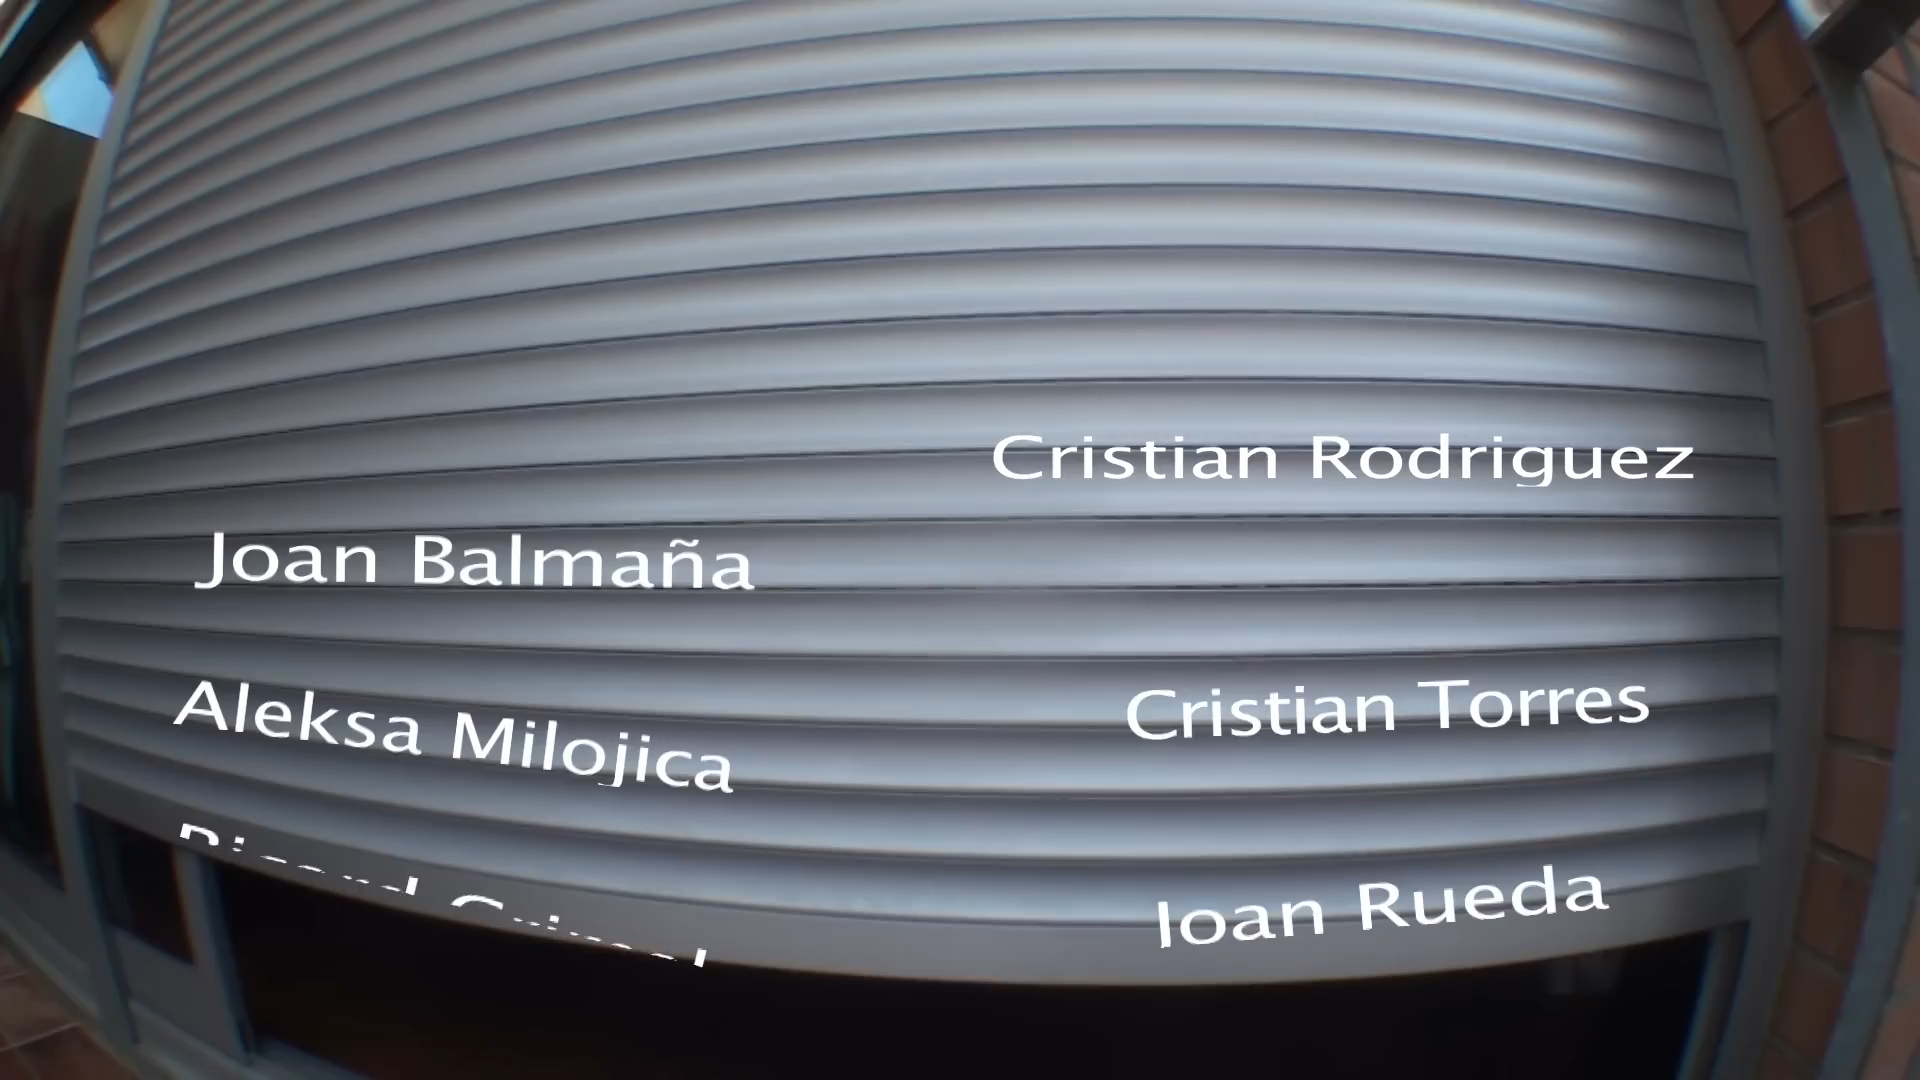 Cristian Rodriguez
Joan Balmaña
Aleksa Milojica
Cristian Torres
Joan Rueda